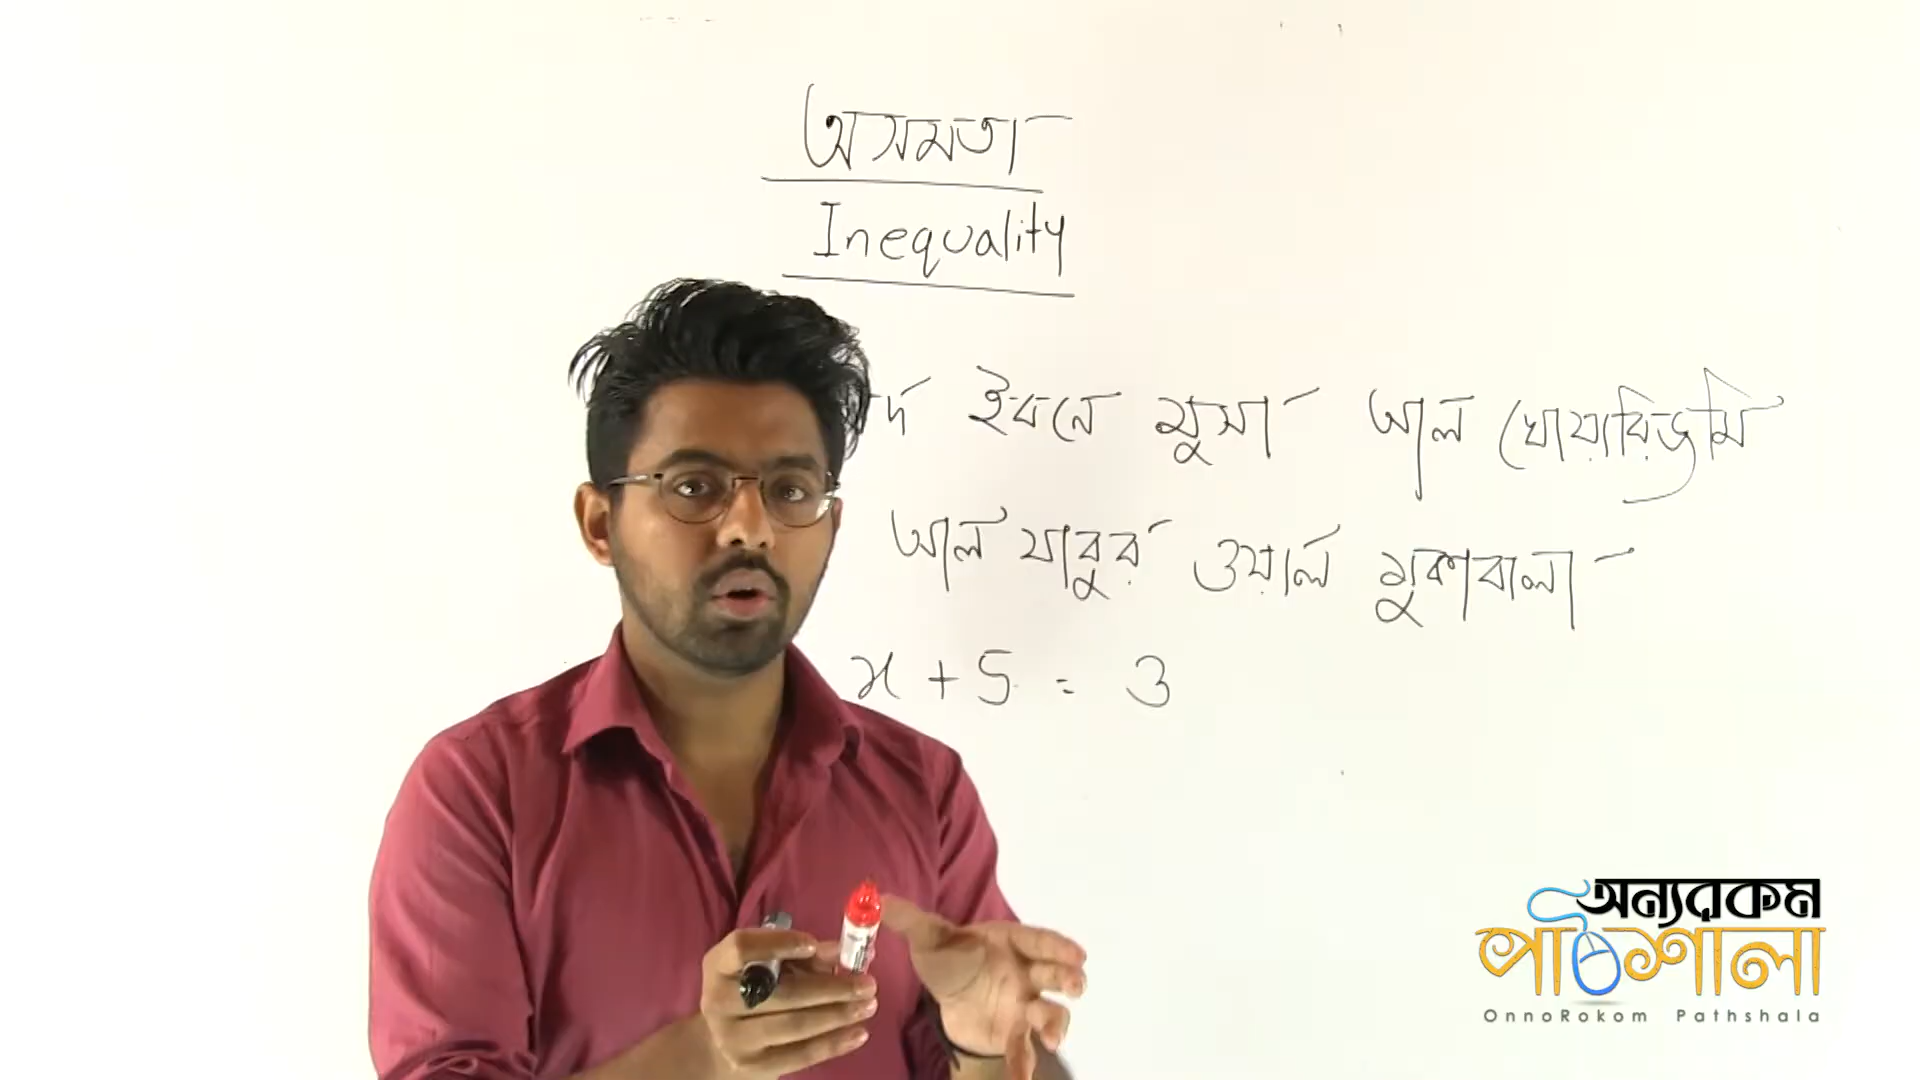 অসমতা
Inequality
র্দ ইবনে মুসা আল খোয়ারিজমি
আল যাবুর ওয়াল মুকাবালা
x + 5 = 3
অন্যরকম
পাঠশালা
OnnoRokom Pathshala